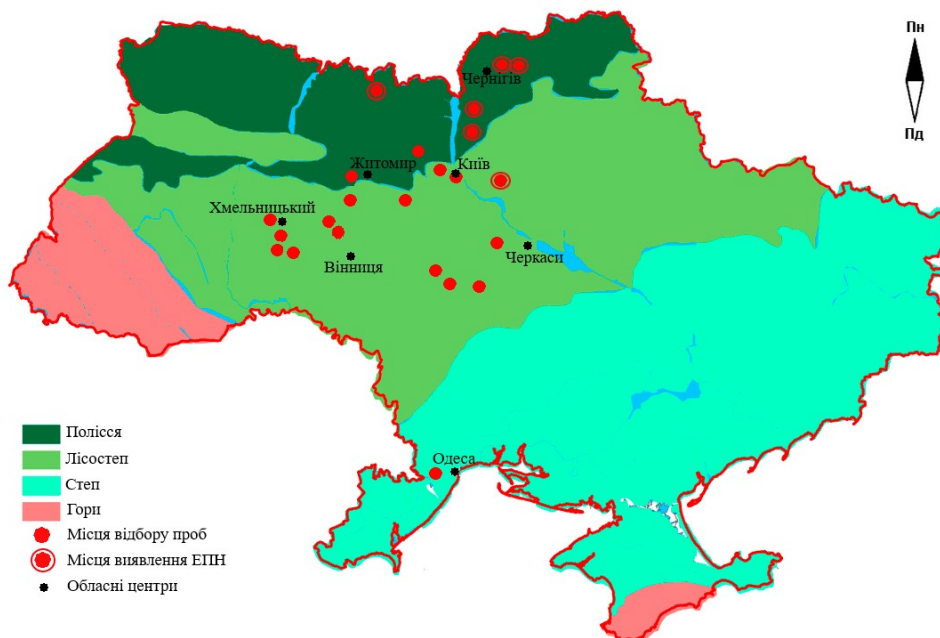 Пн
Пд
Чернігів
Житомир
Київ
Хмельницький
Вінниця
Черкаси
Одеса
Полісся
Лісостеп
Степ
Гори
Місця відбору проб
Місця виявлення ЕПН
Обласні центри